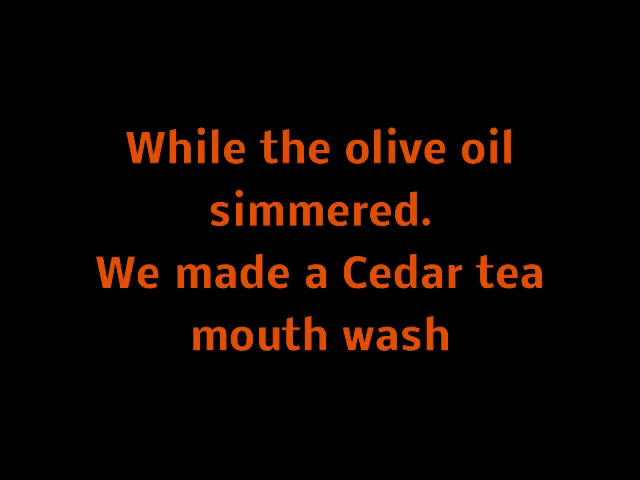 While the olive oil
simmered.
We made a Cedar tea
mouth wash